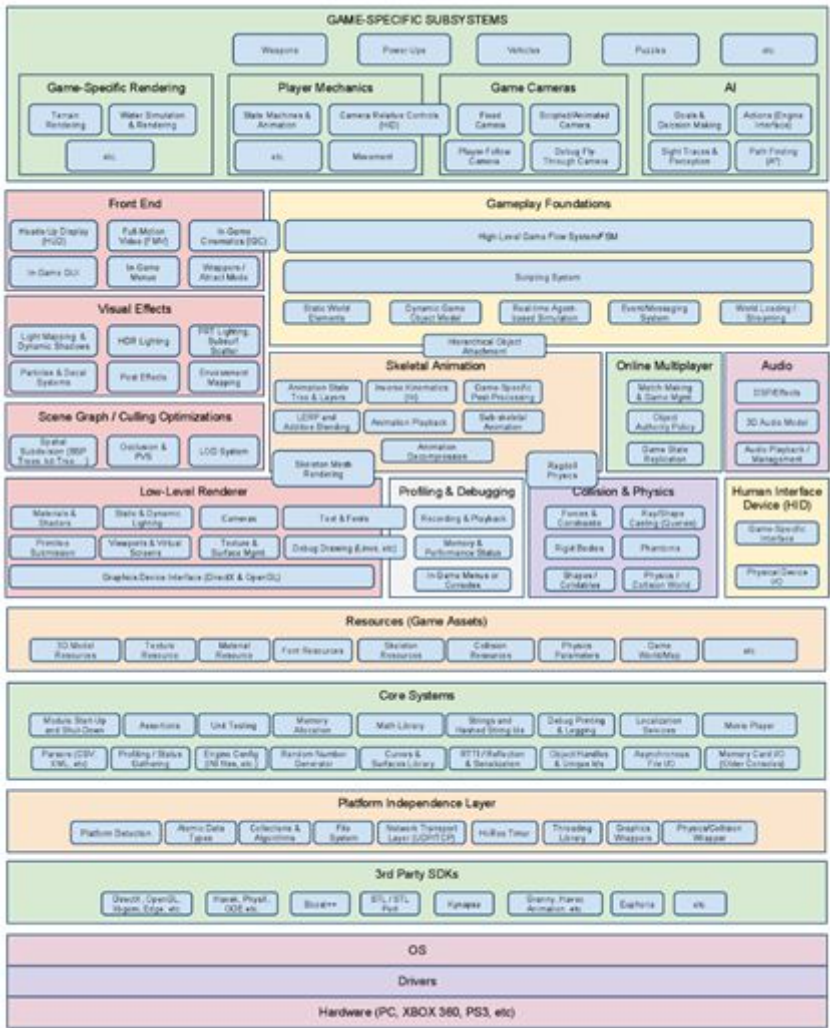 GAME-SPECIFIC SUBSYSTEMS
Weapons
Power-Ups
Vehicles
Puzzles
etc
Game-Specific Rendering
Terrain
Rendering
Water Simulation
& Rendering
etc.
Player Mechanics
State Machines &
Animation
Camera Relative Controls
(HID)
etc
Movement
Game Cameras
Fixed
Camera
Scripted/Animated
Camera
Player-Follow
Camera
Debug Fly
Through Camera
AI
Goals &
Decision Making
Actions (Engine
Interface)
Sight Traces &
Perception
Path Finding
(A*)
Front End
Heads-Up Display
(HUD)
Full-Motion
Video (FMV)
In-Game
Cinematics (IGC)
In-Game GUI
In-Game
Menus
Wrappers /
Attract Mode
Gameplay Foundations
High-Level Game Flow System/FSM
Scripting System
Static World
Elements
Dynamic Game
Object Model
Real-time Agent-
based Simulation
Event/Messaging
System
World Loading /
Streaming
Hierarchical Object
Attachment
Visual Effects
Light Mapping &
Dynamic Shadows
HDR Lighting
PRT Lighting,
Subsurf.
Scatter
Particles & Decal
Systems
Post Effects
Environment
Mapping
Skeletal Animation
Animation State
Tree & Layers
Inverse Kinematics
(IK)
Game-Specific
Post-Processing
LERP and
Additive Blending
Animation Playback
Sub-skeletal
Animation
Animation
Decompression
Skeleton Mesh
Rendering
Ragdoll
Physics
Online Multiplayer
Match Making
& Game Mgmt.
Object
Authority Policy
Game State
Replication
Audio
DSP/Effects
3D Audio Model
Audio Playback /
Management
Scene Graph / Culling Optimizations
Spatial
Subdivision (BSP
Occlusion &
PVS
LOD System
Low-Level Renderer
Materials &
Shaders
Static & Dynamic
Lighting
Cameras
Text & Fonts
Primitive
Submission
Viewports & Virtual
Screens
Texture &
Surface Mgmt.
Debug Drawing (Lines, etc)
Graphics Device Interface (DirectX & OpenGL)
Profiling & Debugging
Recording & Playback
Memory &
Performance Status
In-Game Menus or
Consoles
Collision & Physics
Forces &
Constraints
Ray/Shape
Casting (Queries)
Rigid Bodies
Phantoms
Shapes /
Collidables
Physics /
Collision World
Human Interface
Device (HID)
Game-Specific
Interface
Physical Device
I/O
Resources (Game Assets)
3D Model
Resources
Texture
Resource
Material
Resource
Font Resources
Skeleton
Resources
Collision
Resources
Physics
Parameters
Game
World/Map
etc
Core Systems
Module Start-Up
and Shut-Down
Assertions
Unit Testing
Memory
Allocation
Math Library
Strings and
Hashed String Ids
Debug Printing
& Logging
Localization
Services
Movie Player
Parsers (CSV,
XML, etc)
Profiling / Status
Gathering
Engine Config
(INI files, etc.)
Random Number
Generator
Curves &
Surfaces Library
RTTI / Reflection
& Serialization
Object Handles
& Unique Ids
Asynchronous
File I/O
Memory Card I/O
(Older Consoles)
Platform Independence Layer
Platform Detection
Atomic Data
Types
Collections &
Algorithms
File
System
Network Transport
Layer (UDP/TCP)
Hi-Res Timer
Threading
Library
Graphics
Wrappers
Physics/Collision
Wrapper
3rd Party SDKs
DirectX, OpenGL,
libgcm, Edge, etc
Havok, PhysX,
ODE etc.
Boost++
STL / STL
Port
Kynapse
Granny, Havok
Animation, etc
Euphoria
etc
OS
Drivers
Hardware (PC, XBOX 360, PS3, etc)